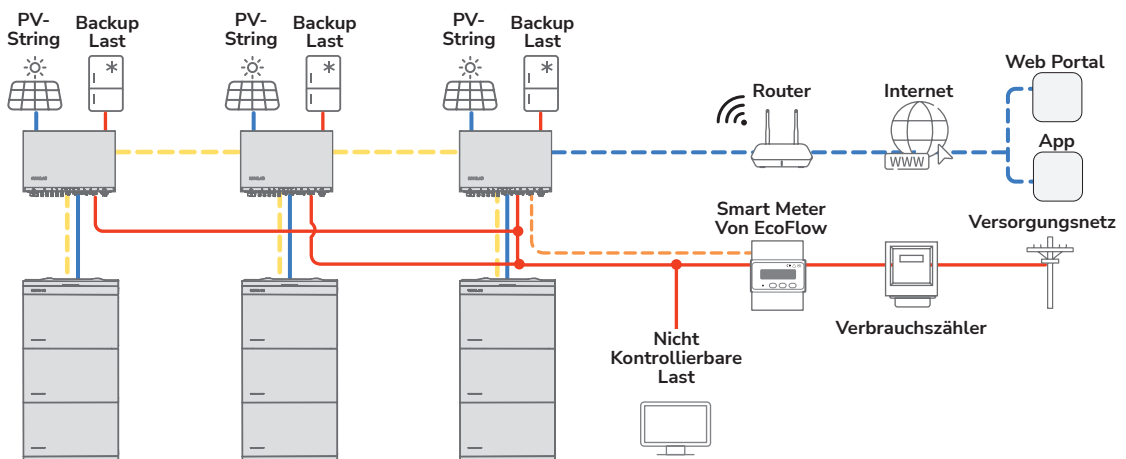 PV-
String
Backup
Last
PV-
String
Backup
Last
PV-
String
Backup
Last
Router
Internet
WWW
Web Portal
App
Smart Meter
Von EcoFlow
Versorgungsnetz
Verbrauchszähler
Nicht
Kontrollierbare
Last